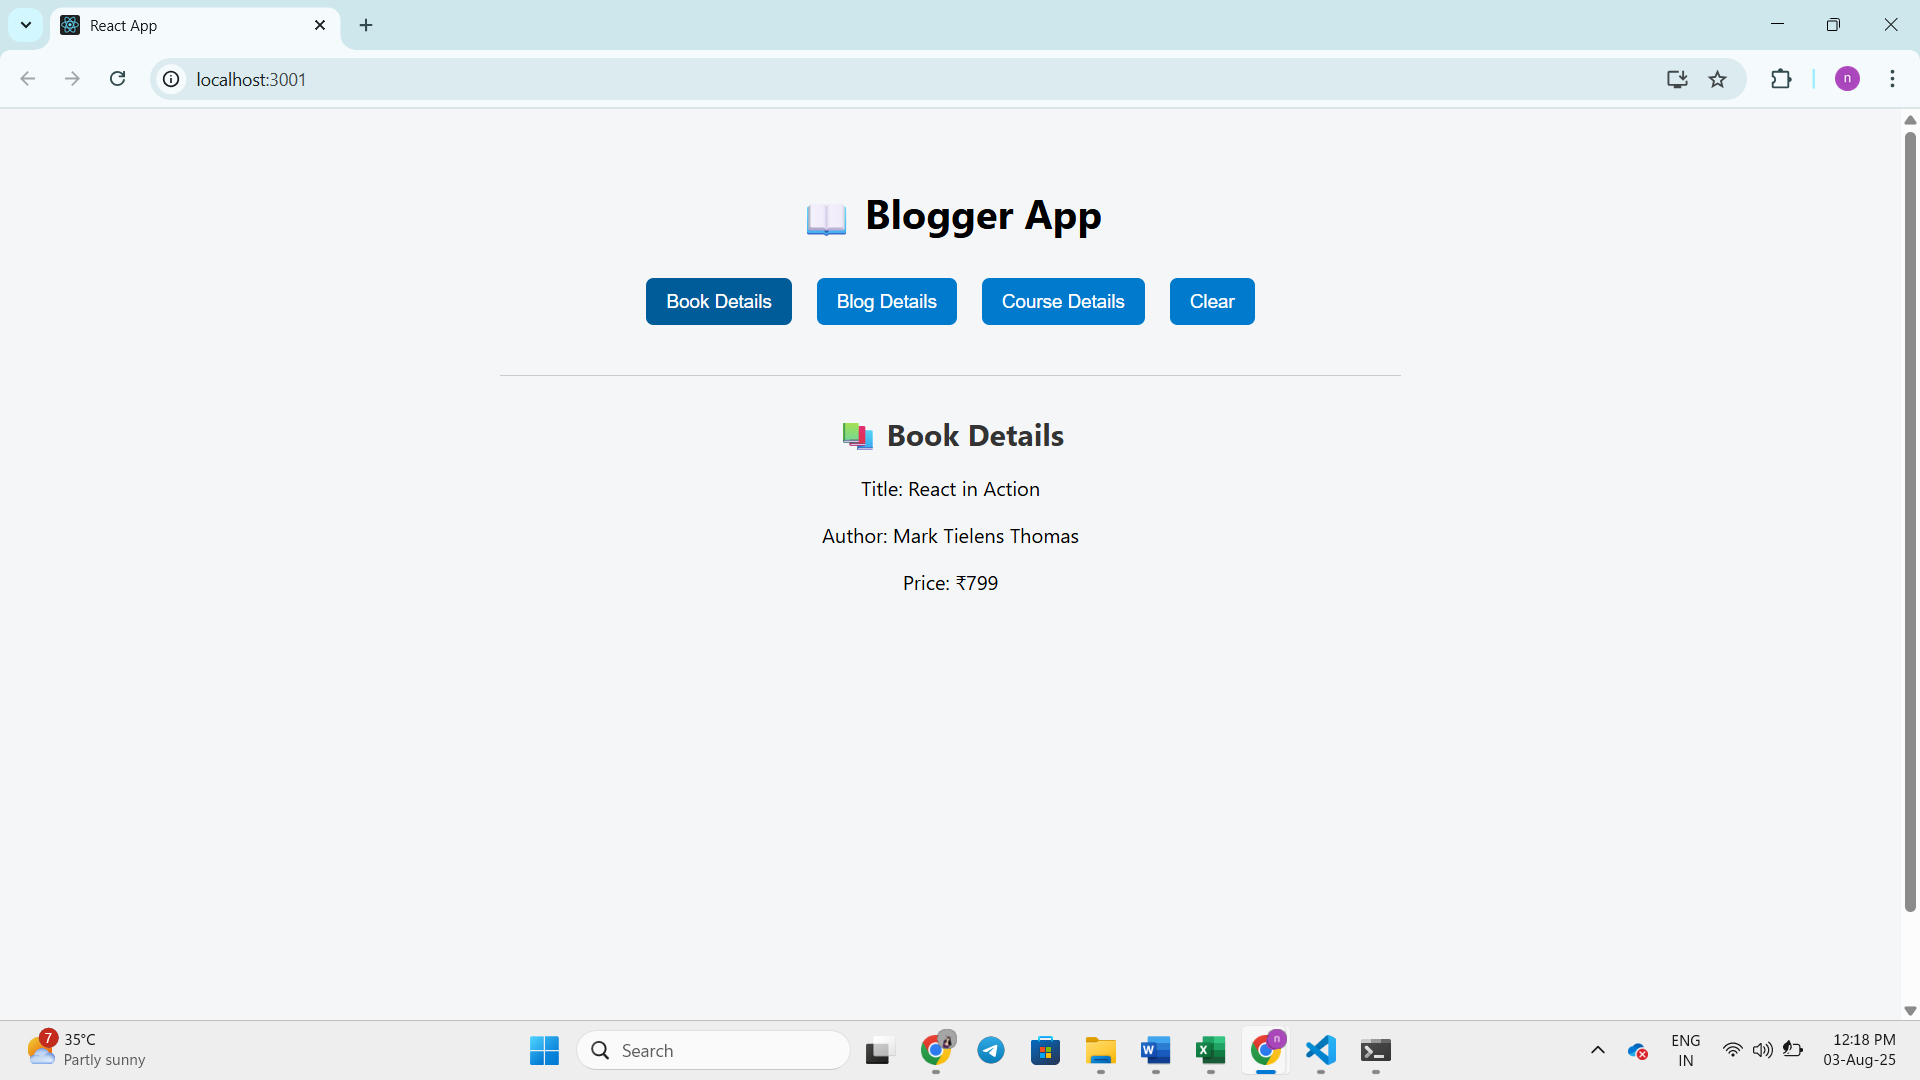 React App
localhost:3001
n
Blogger App
Book Details
Blog Details
Course Details
Clear
Book Details
Title: React in Action
Author: Mark Tielens Thomas
Price: ₹799
7
35°C
Partly sunny
Search
W
X
n
ENG
IN
12:18 PM
03-Aug-25